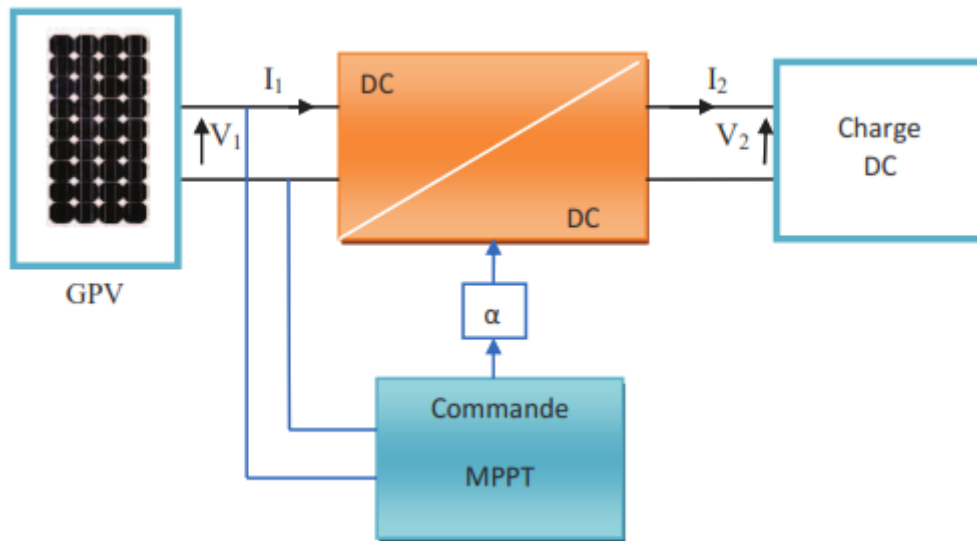 I₁
DC
I₂
V₁
V₂
Charge
DC
DC
GPV
α
Commande
MPPT